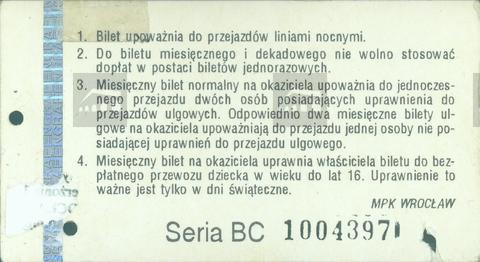 1. Bilet upoważnia do przejazdów liniami nocnymi.
2. Do biletu miesięcznego i dekadowego nie wolno stosować
dopłat w postaci biletów jednorazowych.
3. Miesięczny bilet normalny na okaziciela upoważnia do jednoczes-
nego przejazdu dwóch osób posiadających uprawnienia do
przejazdów ulgowych. Odpowiednio dwa miesięczne bilety ul-
gowe na okaziciela upoważniają do przejazdu jednej osoby nie po-
siadającej uprawnień do przejazdu ulgowego.
4. Miesięczny bilet na okaziciela uprawnia właściciela biletu do bez-
płatnego przewozu dziecka w wieku do lat 16. Uprawnienie to
ważne jest tylko w dni świąteczne.
MPK WROCŁAW
Seria BC 1004397